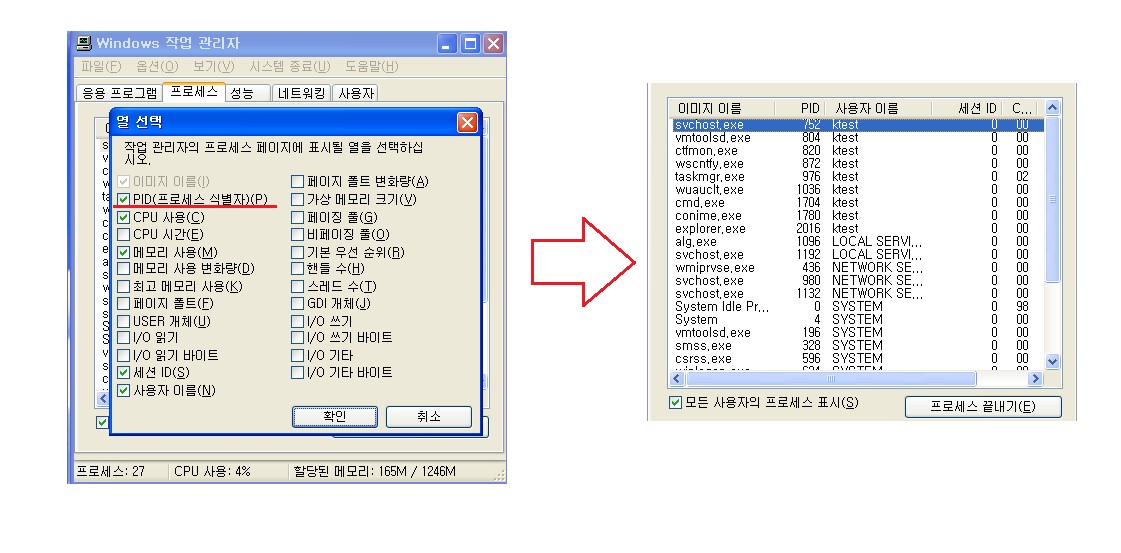 Windows 작업 관리자
파일(F) 옵션(O) 보기(V) 시스템 종료(U) 도움말(H)
응용 프로그램 프로세스 성능 네트워킹 사용자
열 선택
작업 관리자의 프로세스 페이지에 표시될 열을 선택하십
시오.
이미지 이름(I)
PID(프로세스 식별자)(P)
CPU 사용(C)
CPU 시간(E)
메모리 사용(M)
메모리 사용 변화량(D)
최고 메모리 사용(K)
페이지 폴트(F)
USER 개체(U)
I/O 읽기
I/O 읽기 바이트
세션 ID(S)
사용자 이름(N)
페이지 폴트 변화량(A)
가상 메모리 크기(V)
페이징 풀(G)
비페이징 풀(O)
기본 우선 순위(R)
핸들 수(H)
스레드 수(T)
GDI 개체(J)
I/O 쓰기
I/O 쓰기 바이트
I/O 기타
I/O 기타 바이트
확인 취소
프로세스: 27 CPU 사용: 4% 할당된 메모리: 165M / 1246M
이미지 이름 PID 사용자 이름 세션 ID C...
svchost.exe 752 ktest 0 00
vmtoolsd.exe 804 ktest 0 00
ctfmon.exe 820 ktest 0 00
wscntfy.exe 872 ktest 0 00
taskmgr.exe 976 ktest 0 02
wuauclt.exe 1036 ktest 0 00
cmd.exe 1704 ktest 0 00
conime.exe 1780 ktest 0 00
explorer.exe 2016 ktest 0 00
alg.exe 1096 LOCAL SERVI... 0 00
svchost.exe 1192 LOCAL SERVI... 0 00
wmiprvse.exe 436 NETWORK SE... 0 00
svchost.exe 980 NETWORK SE... 0 00
svchost.exe 1132 NETWORK SE... 0 00
System Idle Pr... 0 SYSTEM 0 98
System 4 SYSTEM 0 00
vmtoolsd.exe 196 SYSTEM 0 00
smss.exe 328 SYSTEM 0 00
csrss.exe 596 SYSTEM 0 00
모든 사용자의 프로세스 표시(S) 프로세스 끝내기(E)